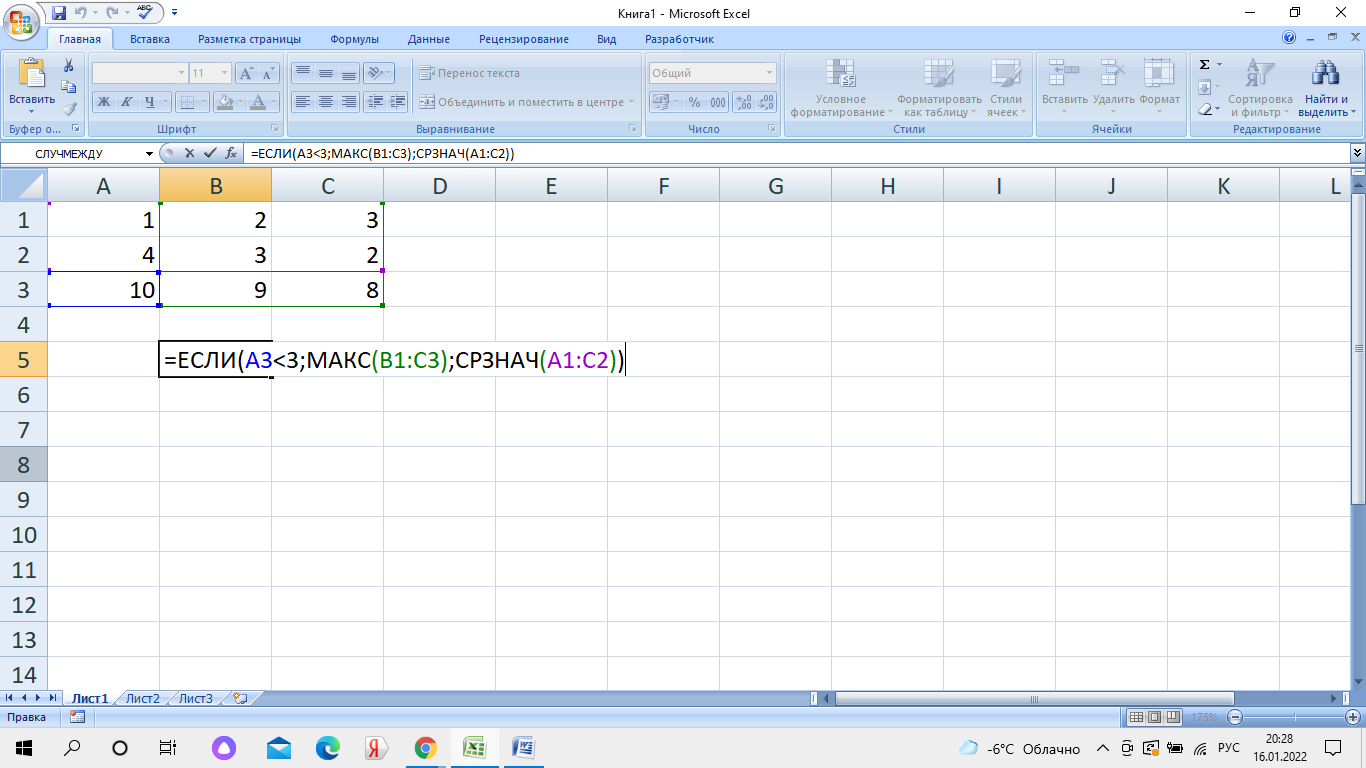 Книга1 - Microsoft Excel
Главная Вставка Разметка страницы Формулы Данные Рецензирование Вид Разработчик
Вставить
Буфер о...
11
Ж К Ч
Шрифт
Перенос текста
Объединить и поместить в центре
Выравнивание
Общий
% 000
Число
Условное форматирование
Форматировать как таблицу
Стили ячеек
Стили
Вставить Удалить Формат
Ячейки
Σ
Сортировка и фильтр
Найти и выделить
Редактирование
СЛУЧМЕЖДУ fx =ЕСЛИ(A3<3;МАКС(B1:C3);СРЗНАЧ(A1:C2))
A B C D E F G H I J K L
1 1 2 3
2 4 3 2
3 10 9 8
4
5 =ЕСЛИ(A3<3;МАКС(B1:C3);СРЗНАЧ(A1:C2))
6
7
8
9
10
11
12
13
14
Лист1 Лист2 Лист3
Правка 175%
-6°C Облачно РУС 20:28
16.01.2022